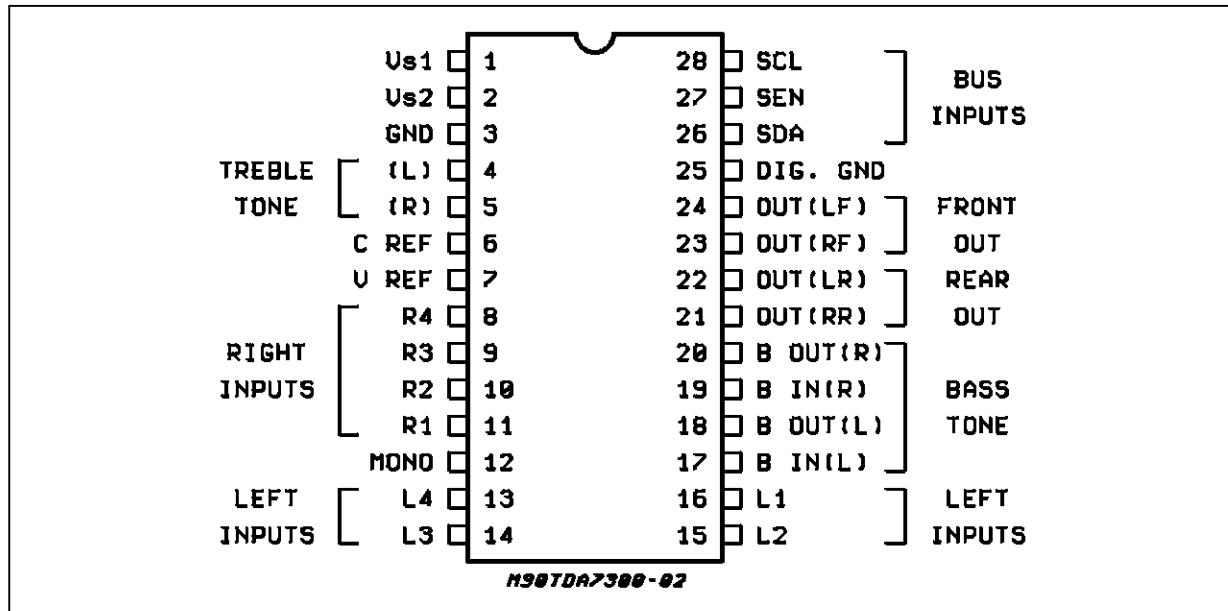 Vs1 1 28 SCL
Vs2 2 27 SEN BUS INPUTS
GND 3 26 SDA
TREBLE (L) 4 25 DIG. GND
TONE (R) 5 24 OUT(LF) FRONT
C REF 6 23 OUT(RF) OUT
V REF 7 22 OUT(LR) REAR
R4 8 21 OUT(RR) OUT
RIGHT R3 9 20 B OUT(R)
INPUTS R2 10 19 B IN(R) BASS
R1 11 18 B OUT(L) TONE
MONO 12 17 B IN(L)
LEFT L4 13 16 L1 LEFT
INPUTS L3 14 15 L2 INPUTS
M90TDA7300-02